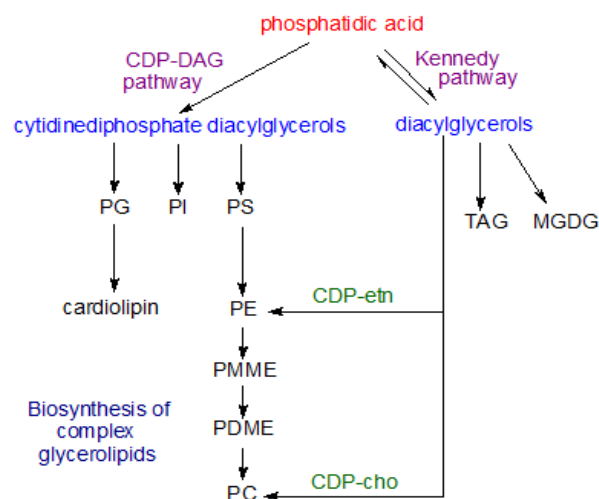 phosphatidic acid
CDP-DAG
pathway
Kennedy
pathway
cytidinediphosphate diacylglycerols
diacylglycerols
PG
PI
PS
TAG
MGDG
cardiolipin
PE
CDP-etn
PMME
Biosynthesis of
complex
glycerolipids
PDME
PC
CDP-cho